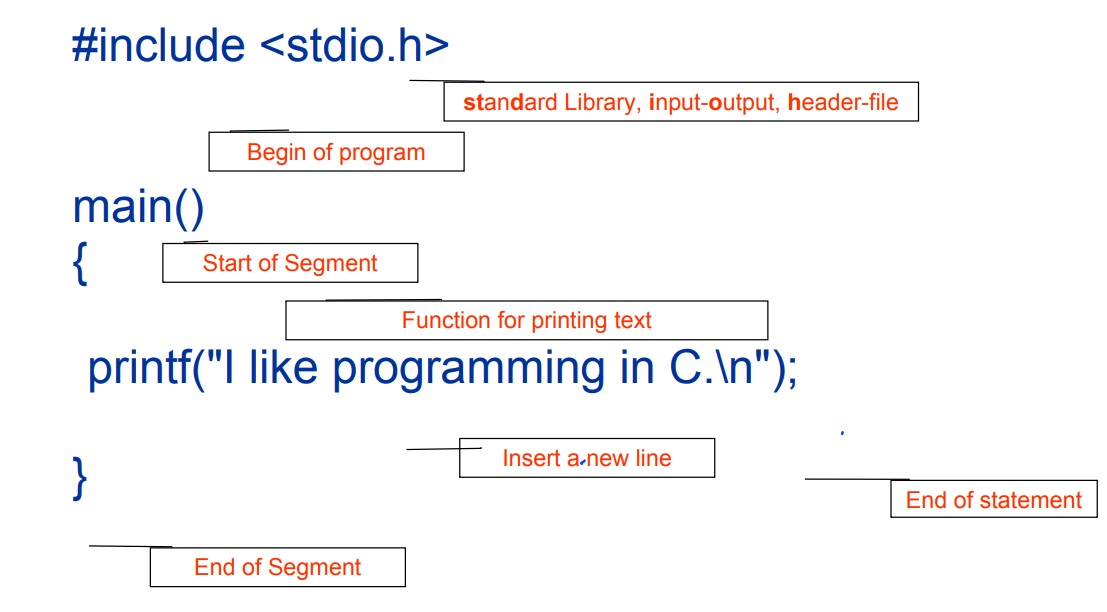 #include <stdio.h>
standard Library, input-output, header-file
Begin of program
main()
{
Start of Segment
Function for printing text
printf("I like programming in C.\n");
Insert a new line
}
End of statement
End of Segment